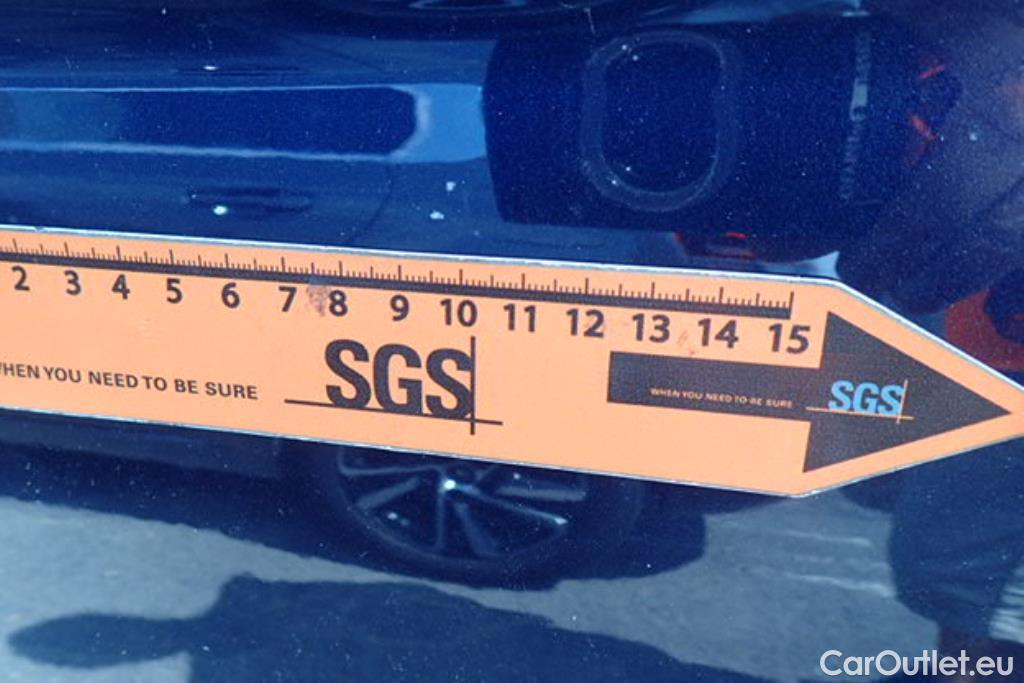 2 3 4 5 6 7 8 9 10 11 12 13 14 15
WHEN YOU NEED TO BE SURE
SGS
WHEN YOU NEED TO BE SURE
SGS
CarOutlet.eu